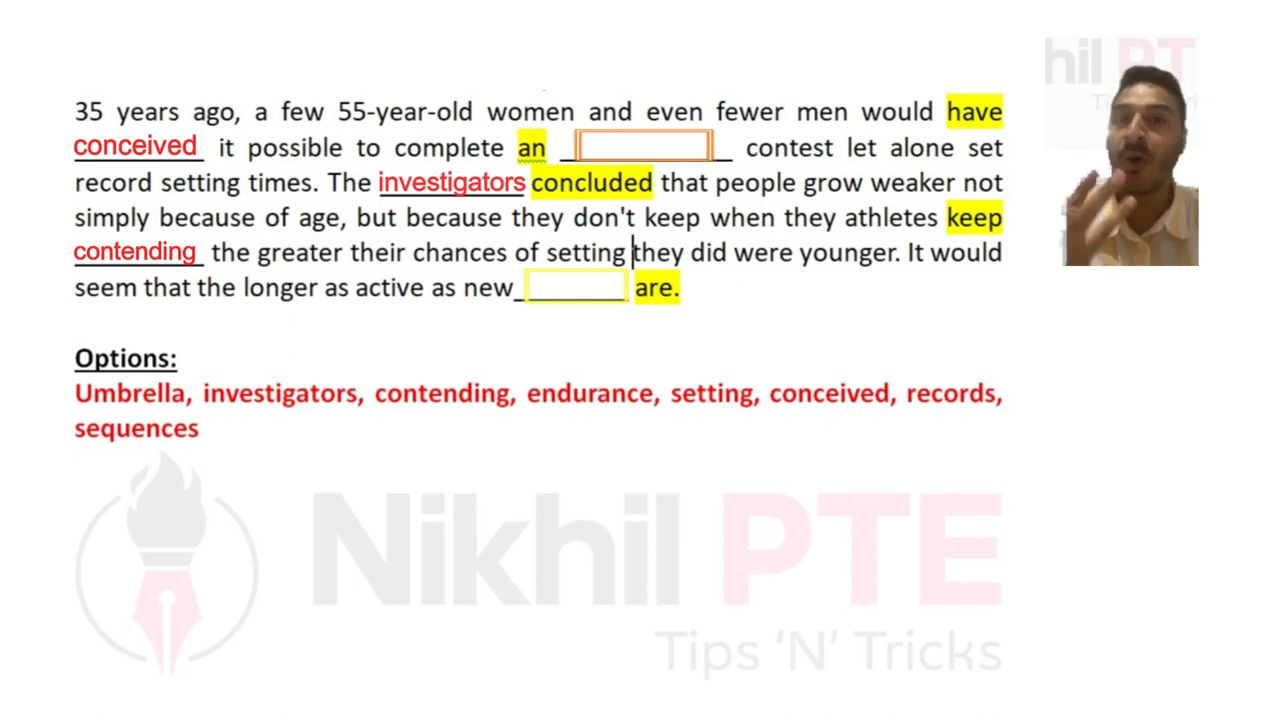 hil PT
35 years ago, a few 55-year-old women and even fewer men would have
conceived it possible to complete an ___ contest let alone set
record setting times. The investigators concluded that people grow weaker not
simply because of age, but because they don't keep when they athletes keep
contending the greater their chances of setting they did were younger. It would
seem that the longer as active as new___ are.
Options:
Umbrella, investigators, contending, endurance, setting, conceived, records,
sequences
Nikhil PTE
Tips 'N' Tricks